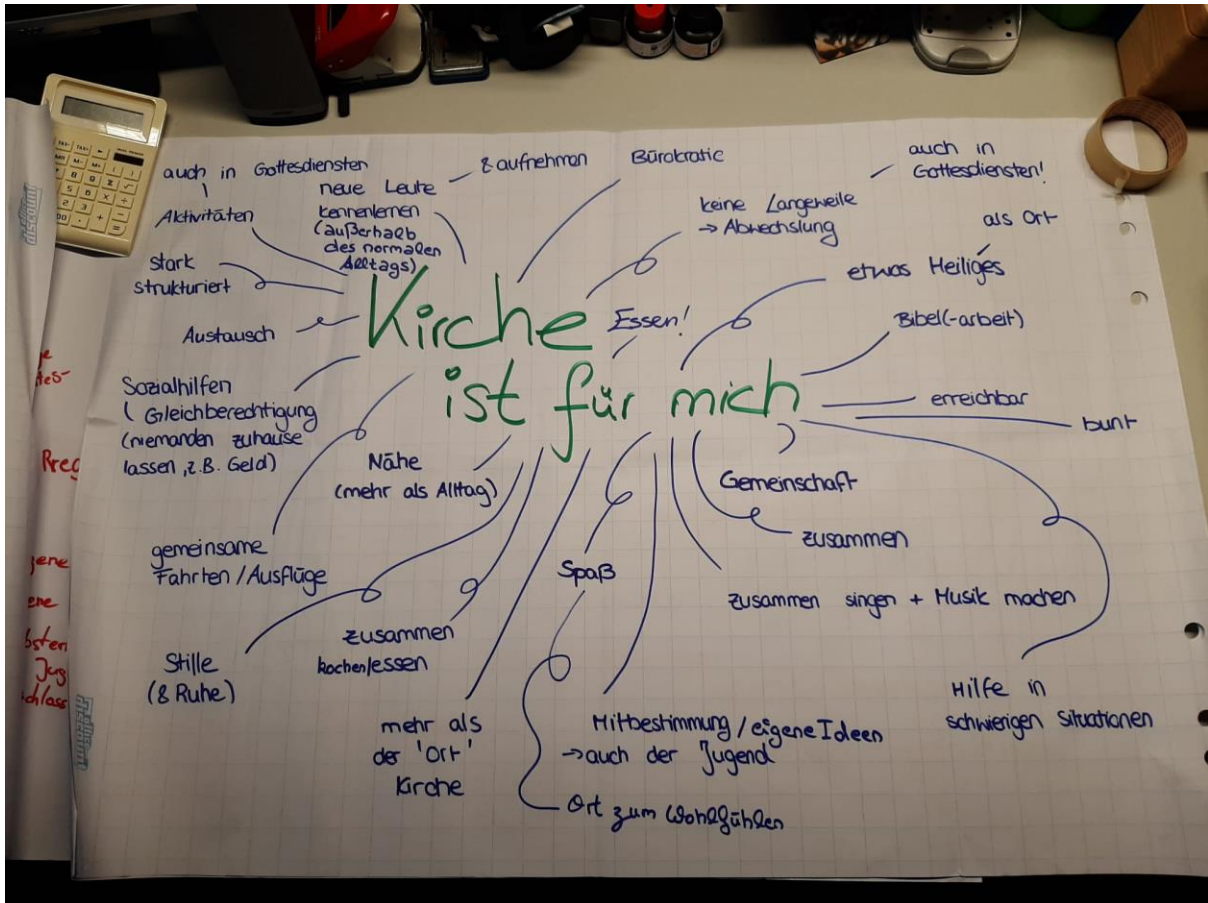 auch in Gottesdiensten
Aktivitäten
neue Leute
kennenlernen
(außerhalb
des normalen
Alltags)
& aufnehmen
Bürokratie
keine Langeweile
→ Abwechslung
auch in
Gottesdiensten!
als Ort
etwas Heiliges
stark
strukturiert
Austausch
Kirche
ist für mich
Essen!
Bibel(-arbeit)
erreichbar
bunt
Sozialhilfen
Gleichberechtigung
(niemanden zuhause
lassen, z.B. Geld)
Nähe
(mehr als Alltag)
Gemeinschaft
zusammen
gemeinsame
Fahrten / Ausflüge
Spaß
zusammen singen + Musik machen
zusammen
kochen/essen
Stille
(& Ruhe)
Hilfe in
schwierigen Situationen
mehr als
der 'Ort'
Kirche
Mitbestimmung / eigene Ideen
→ auch der Jugend
Ort zum Wohlfühlen